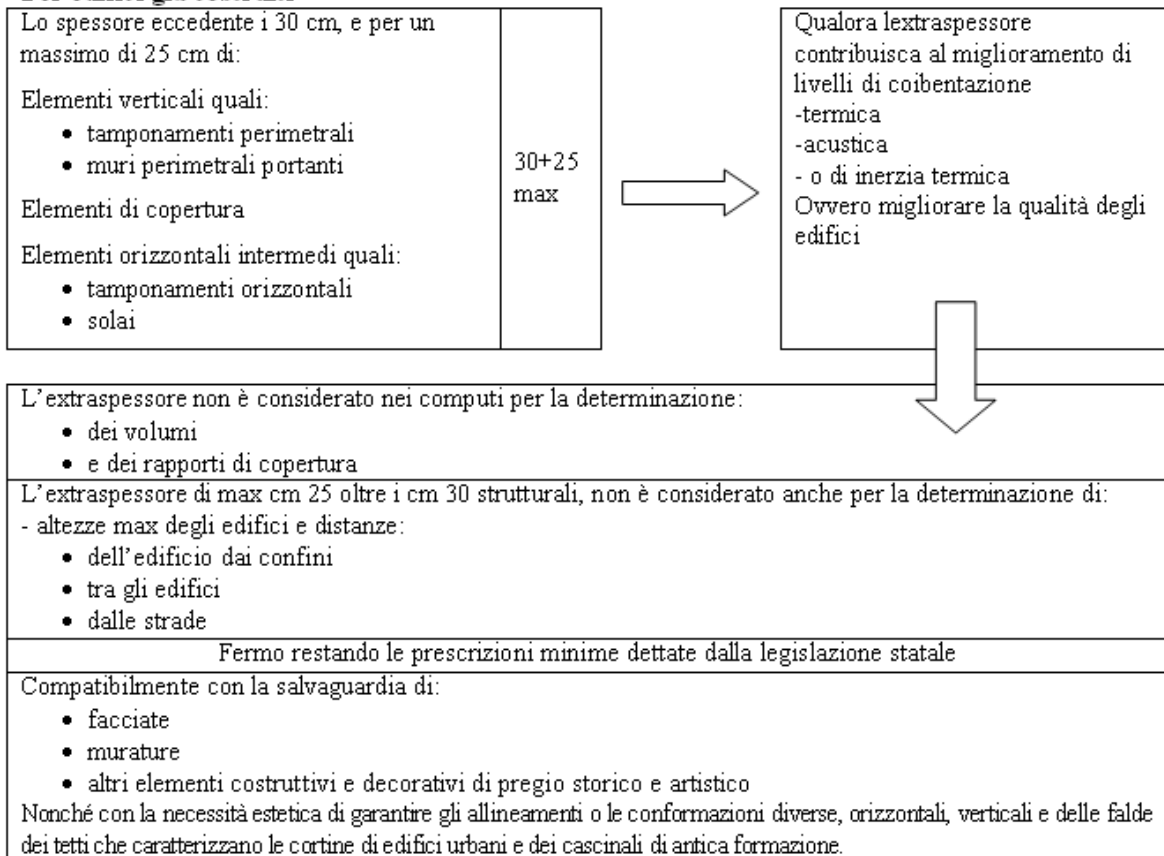 Lo spessore eccedente i 30 cm, e per un
massimo di 25 cm di:
Elementi verticali quali:
• tamponamenti perimetrali
• muri perimetrali portanti
Elementi di copertura
Elementi orizzontali intermedi quali:
• tamponamenti orizzontali
• solai
30+25
max
Qualora lextraspessore
contribuisca al miglioramento di
livelli di coibentazione
-termica
-acustica
- o di inerzia termica
Ovvero migliorare la qualità degli
edifici
L’extraspessore non è considerato nei computi per la determinazione:
• dei volumi
• e dei rapporti di copertura
L’extraspessore di max cm 25 oltre i cm 30 strutturali, non è considerato anche per la determinazione di:
- altezze max degli edifici e distanze:
• dell’edificio dai confini
• tra gli edifici
• dalle strade
Fermo restando le prescrizioni minime dettate dalla legislazione statale
Compatibilmente con la salvaguardia di:
• facciate
• murature
• altri elementi costruttivi e decorativi di pregio storico e artistico
Nonché con la necessità estetica di garantire gli allineamenti o le conformazioni diverse, orizzontali, verticali e delle falde
dei tetti che caratterizzano le cortine di edifici urbani e dei cascinali di antica formazione.